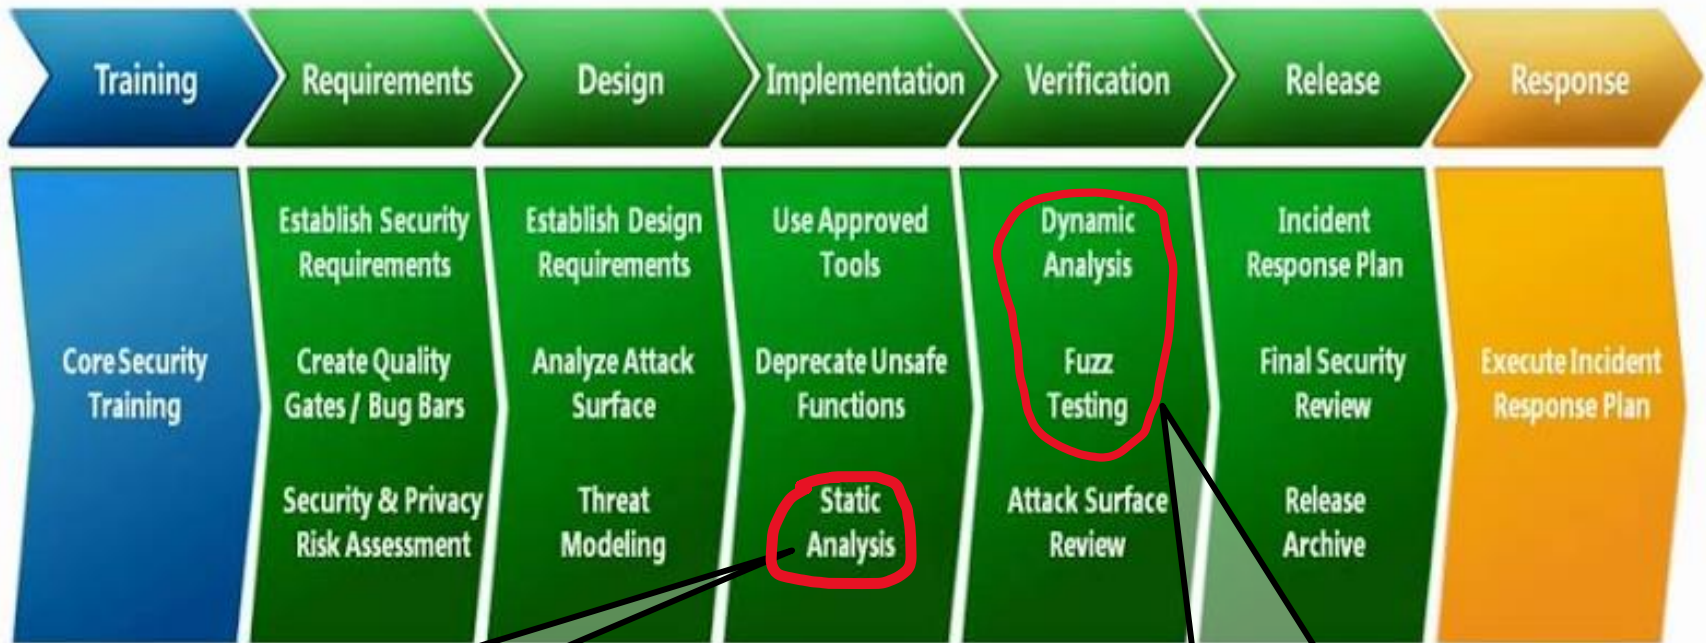 Training
Requirements
Design
Implementation
Verification
Release
Response
Core Security
Training
Establish Security
Requirements
Create Quality
Gates / Bug Bars
Security & Privacy
Risk Assessment
Establish Design
Requirements
Analyze Attack
Surface
Threat
Modeling
Use Approved
Tools
Deprecate Unsafe
Functions
Static
Analysis
Dynamic
Analysis
Fuzz
Testing
Attack Surface
Review
Incident
Response Plan
Final Security
Review
Release
Archive
Execute Incident
Response Plan